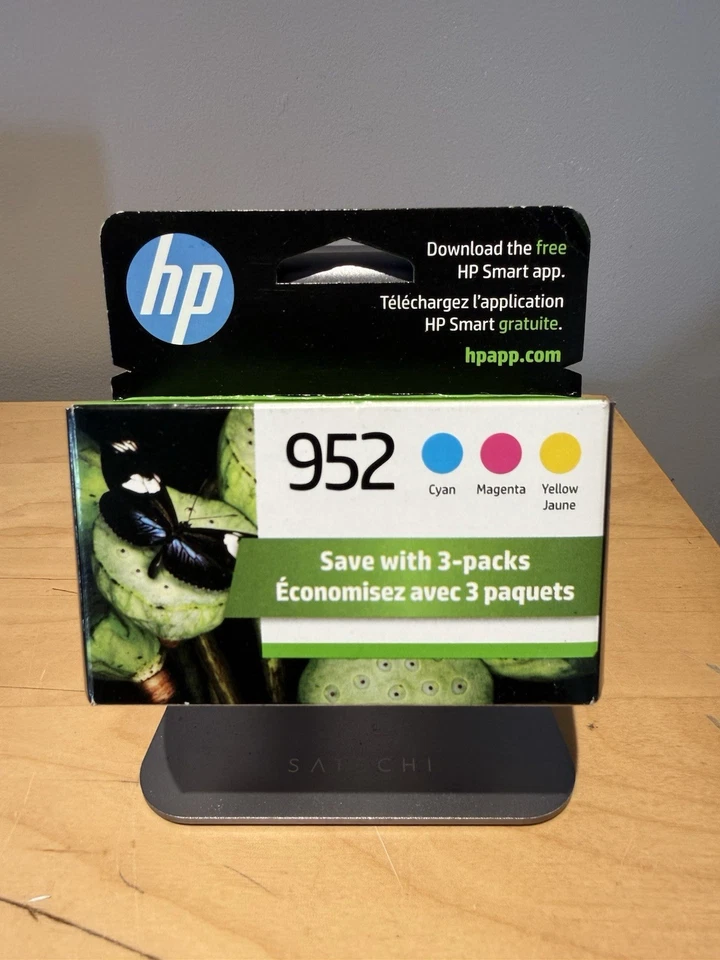 hp
Download the free
HP Smart app.
Téléchargez l'application
HP Smart gratuite.
hpapp.com
952
Cyan
Magenta
Yellow
Jaune
Save with 3-packs
Économisez avec 3 paquets
SATECHI